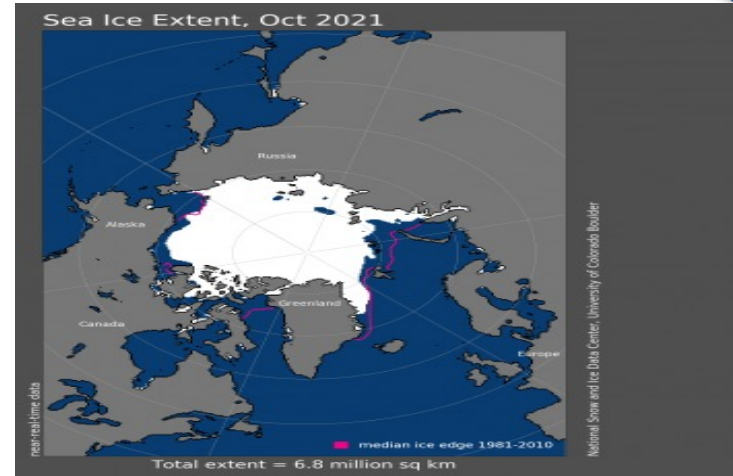 Sea Ice Extent, Oct 2021
Russia
Alaska
Greenland
Canada
Europe
near-real-time data
National Snow and Ice Data Center, University of Colorado Boulder
median ice edge 1981-2010
Total extent = 6.8 million sq km